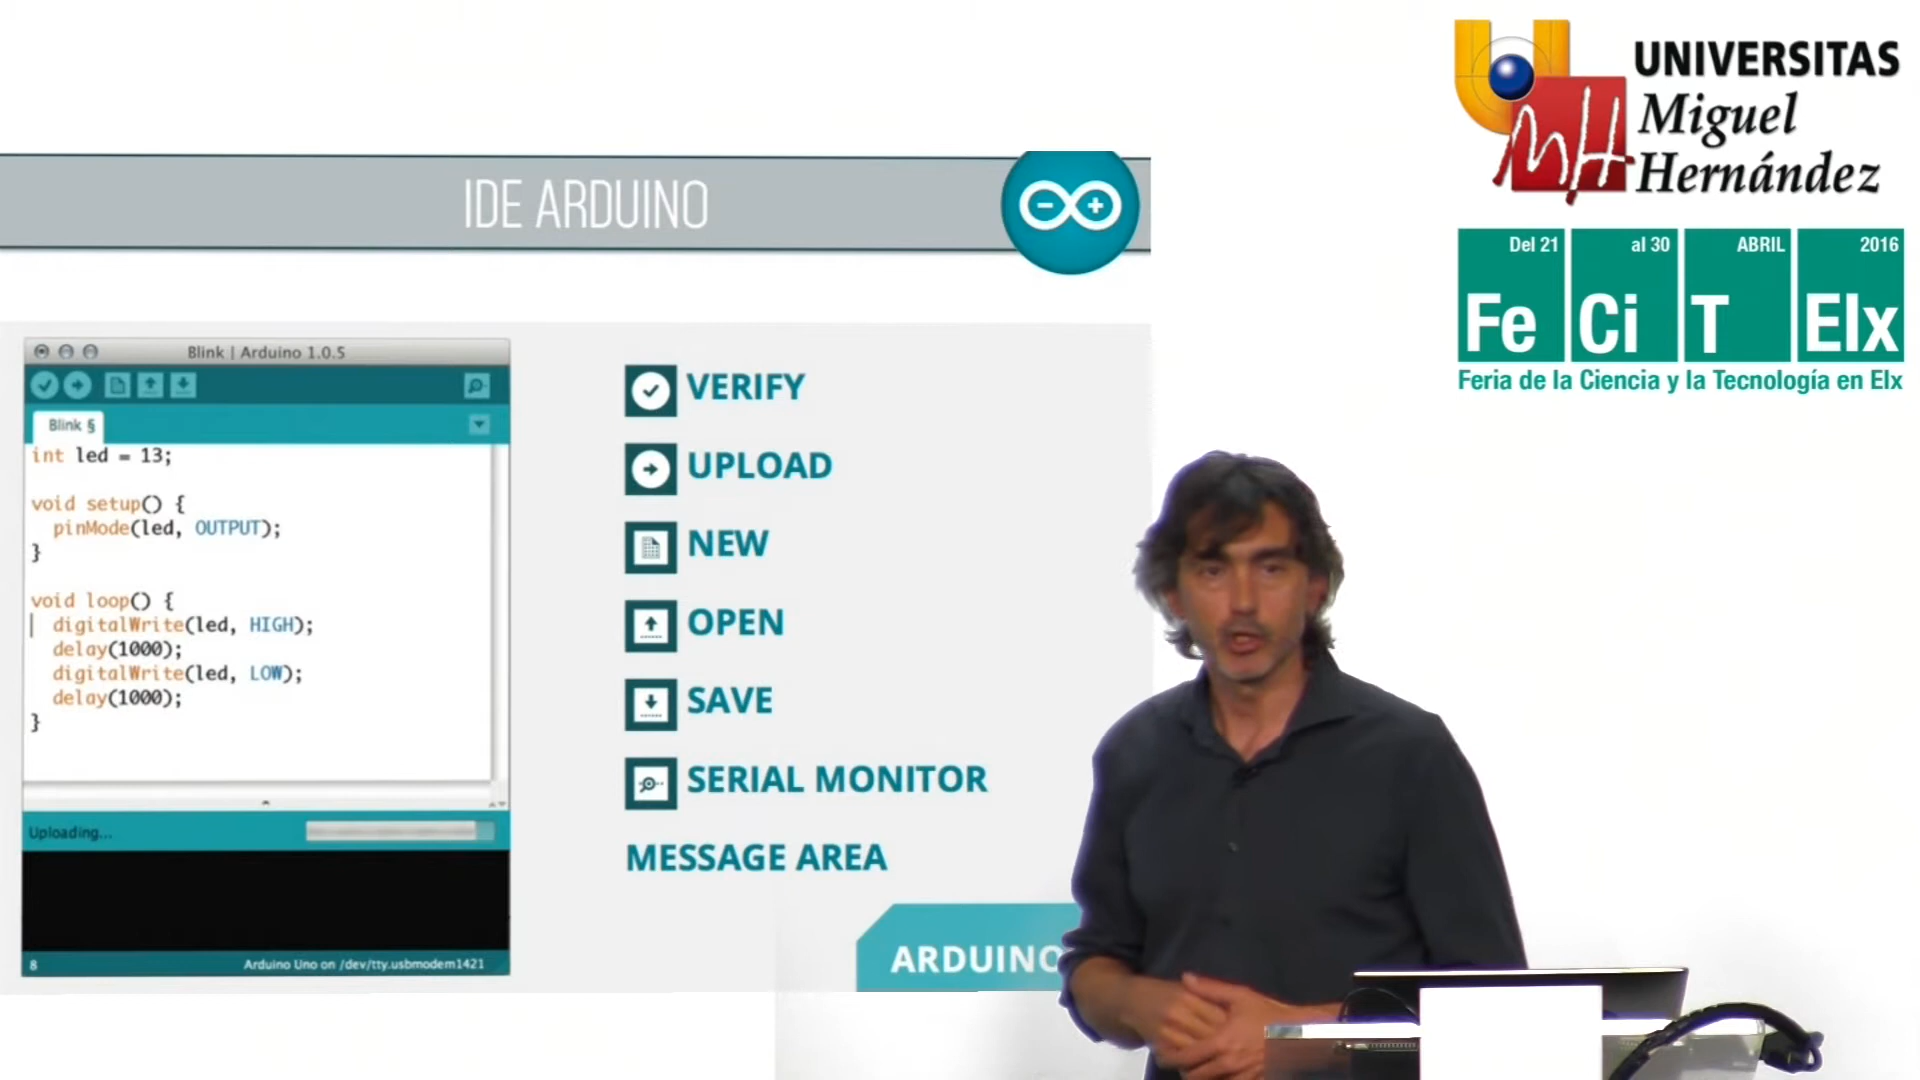 UNIVERSITAS
Miguel
Hernández
Del 21 al 30 ABRIL 2016
Fe Ci T Elx
Feria de la Ciencia y la Tecnología en Elx
IDE ARDUINO
Blink | Arduino 1.0.5
Blink §
int led = 13;
void setup() {
pinMode(led, OUTPUT);
}
void loop() {
digitalWrite(led, HIGH);
delay(1000);
digitalWrite(led, LOW);
delay(1000);
}
Uploading...
8 Arduino Uno on /dev/tty.usbmodem1421
VERIFY
UPLOAD
NEW
OPEN
SAVE
SERIAL MONITOR
MESSAGE AREA
ARDUINO